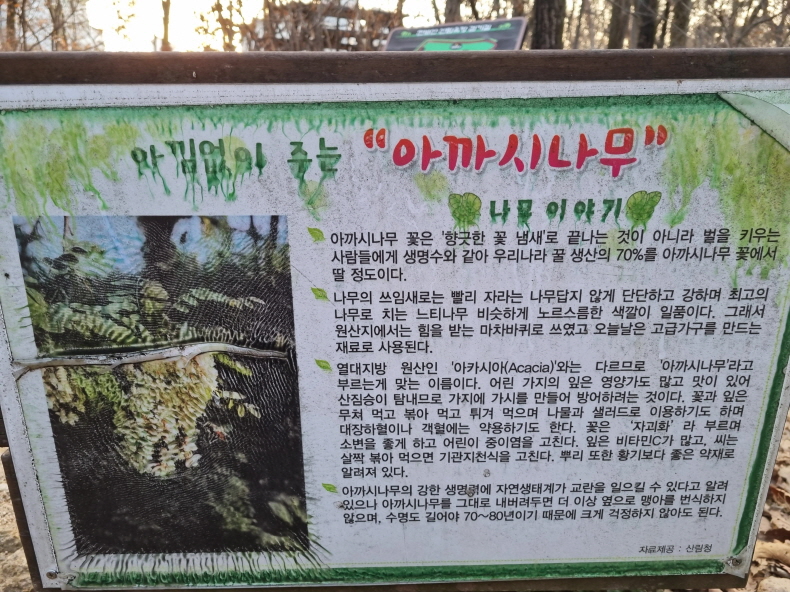 아낌없이 주는 "아까시나무"
나무 이야기
아까시나무 꽃은 '향긋한 꽃 냄새'로 끝나는 것이 아니라 벌을 키우는
사람들에게 생명수와 같아 우리나라 꿀 생산의 70%를 아까시나무 꽃에서
딸 정도이다.
나무의 쓰임새로는 빨리 자라는 나무답지 않게 단단하고 강하며 최고의
나무로 치는 느티나무 비슷하게 노르스름한 색깔이 일품이다. 그래서
원산지에서는 힘을 받는 마차바퀴로 쓰였고 오늘날은 고급가구를 만드는
재료로 사용된다.
열대지방 원산인 '아카시아(Acacia)'와는 다르므로 '아까시나무'라고
부르는게 맞는 이름이다. 어린 가지의 잎은 영양가도 많고 맛이 있어
산짐승이 탐내므로 가지에 가시를 만들어 방어하려는 것이다. 꽃과 잎은
무쳐 먹고 볶아 먹고 튀겨 먹으며 나물과 샐러드로 이용하기도 하며
대장하혈이나 객혈에는 약용하기도 한다. 꽃은 '자괴화' 라 부르며
소변을 좋게 하고 어린이 중이염을 고친다. 잎은 비타민C가 많고, 씨는
살짝 볶아 먹으면 기관지천식을 고친다. 뿌리 또한 황기보다 좋은 약재로
알려져 있다.
아까시나무의 강한 생명력에 자연생태계가 교란을 일으킬 수 있다고 알려
있으나 아까시나무를 그대로 내버려두면 더 이상 옆으로 맹아를 번식하지
않으며, 수명도 길어야 70~80년이기 때문에 크게 걱정하지 않아도 된다.
자료제공 : 산림청